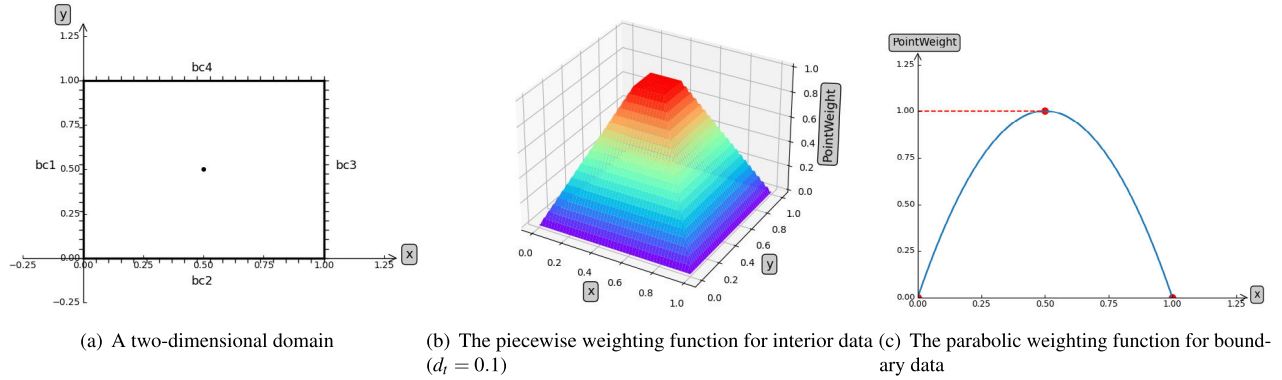 y
1.25
bc4
1.00
0.75
bc1
0.50
bc3
0.25
0.00
x
−0.25
0.00
0.25
0.50
0.75
1.00
1.25
bc2
−0.25
1.0
0.8
0.6
0.4
0.2
0.0
PointWeight
0.0
0.2
0.4
0.6
0.8
1.0
x
0.0
0.2
0.4
0.6
0.8
1.0
y
PointWeight
1.25
1.00
0.75
0.50
0.25
0.00
0.00
0.25
0.50
0.75
1.00
1.25
x
(a) A two-dimensional domain
(b) The piecewise weighting function for interior data
(d_t = 0.1)
(c) The parabolic weighting function for bound-
ary data